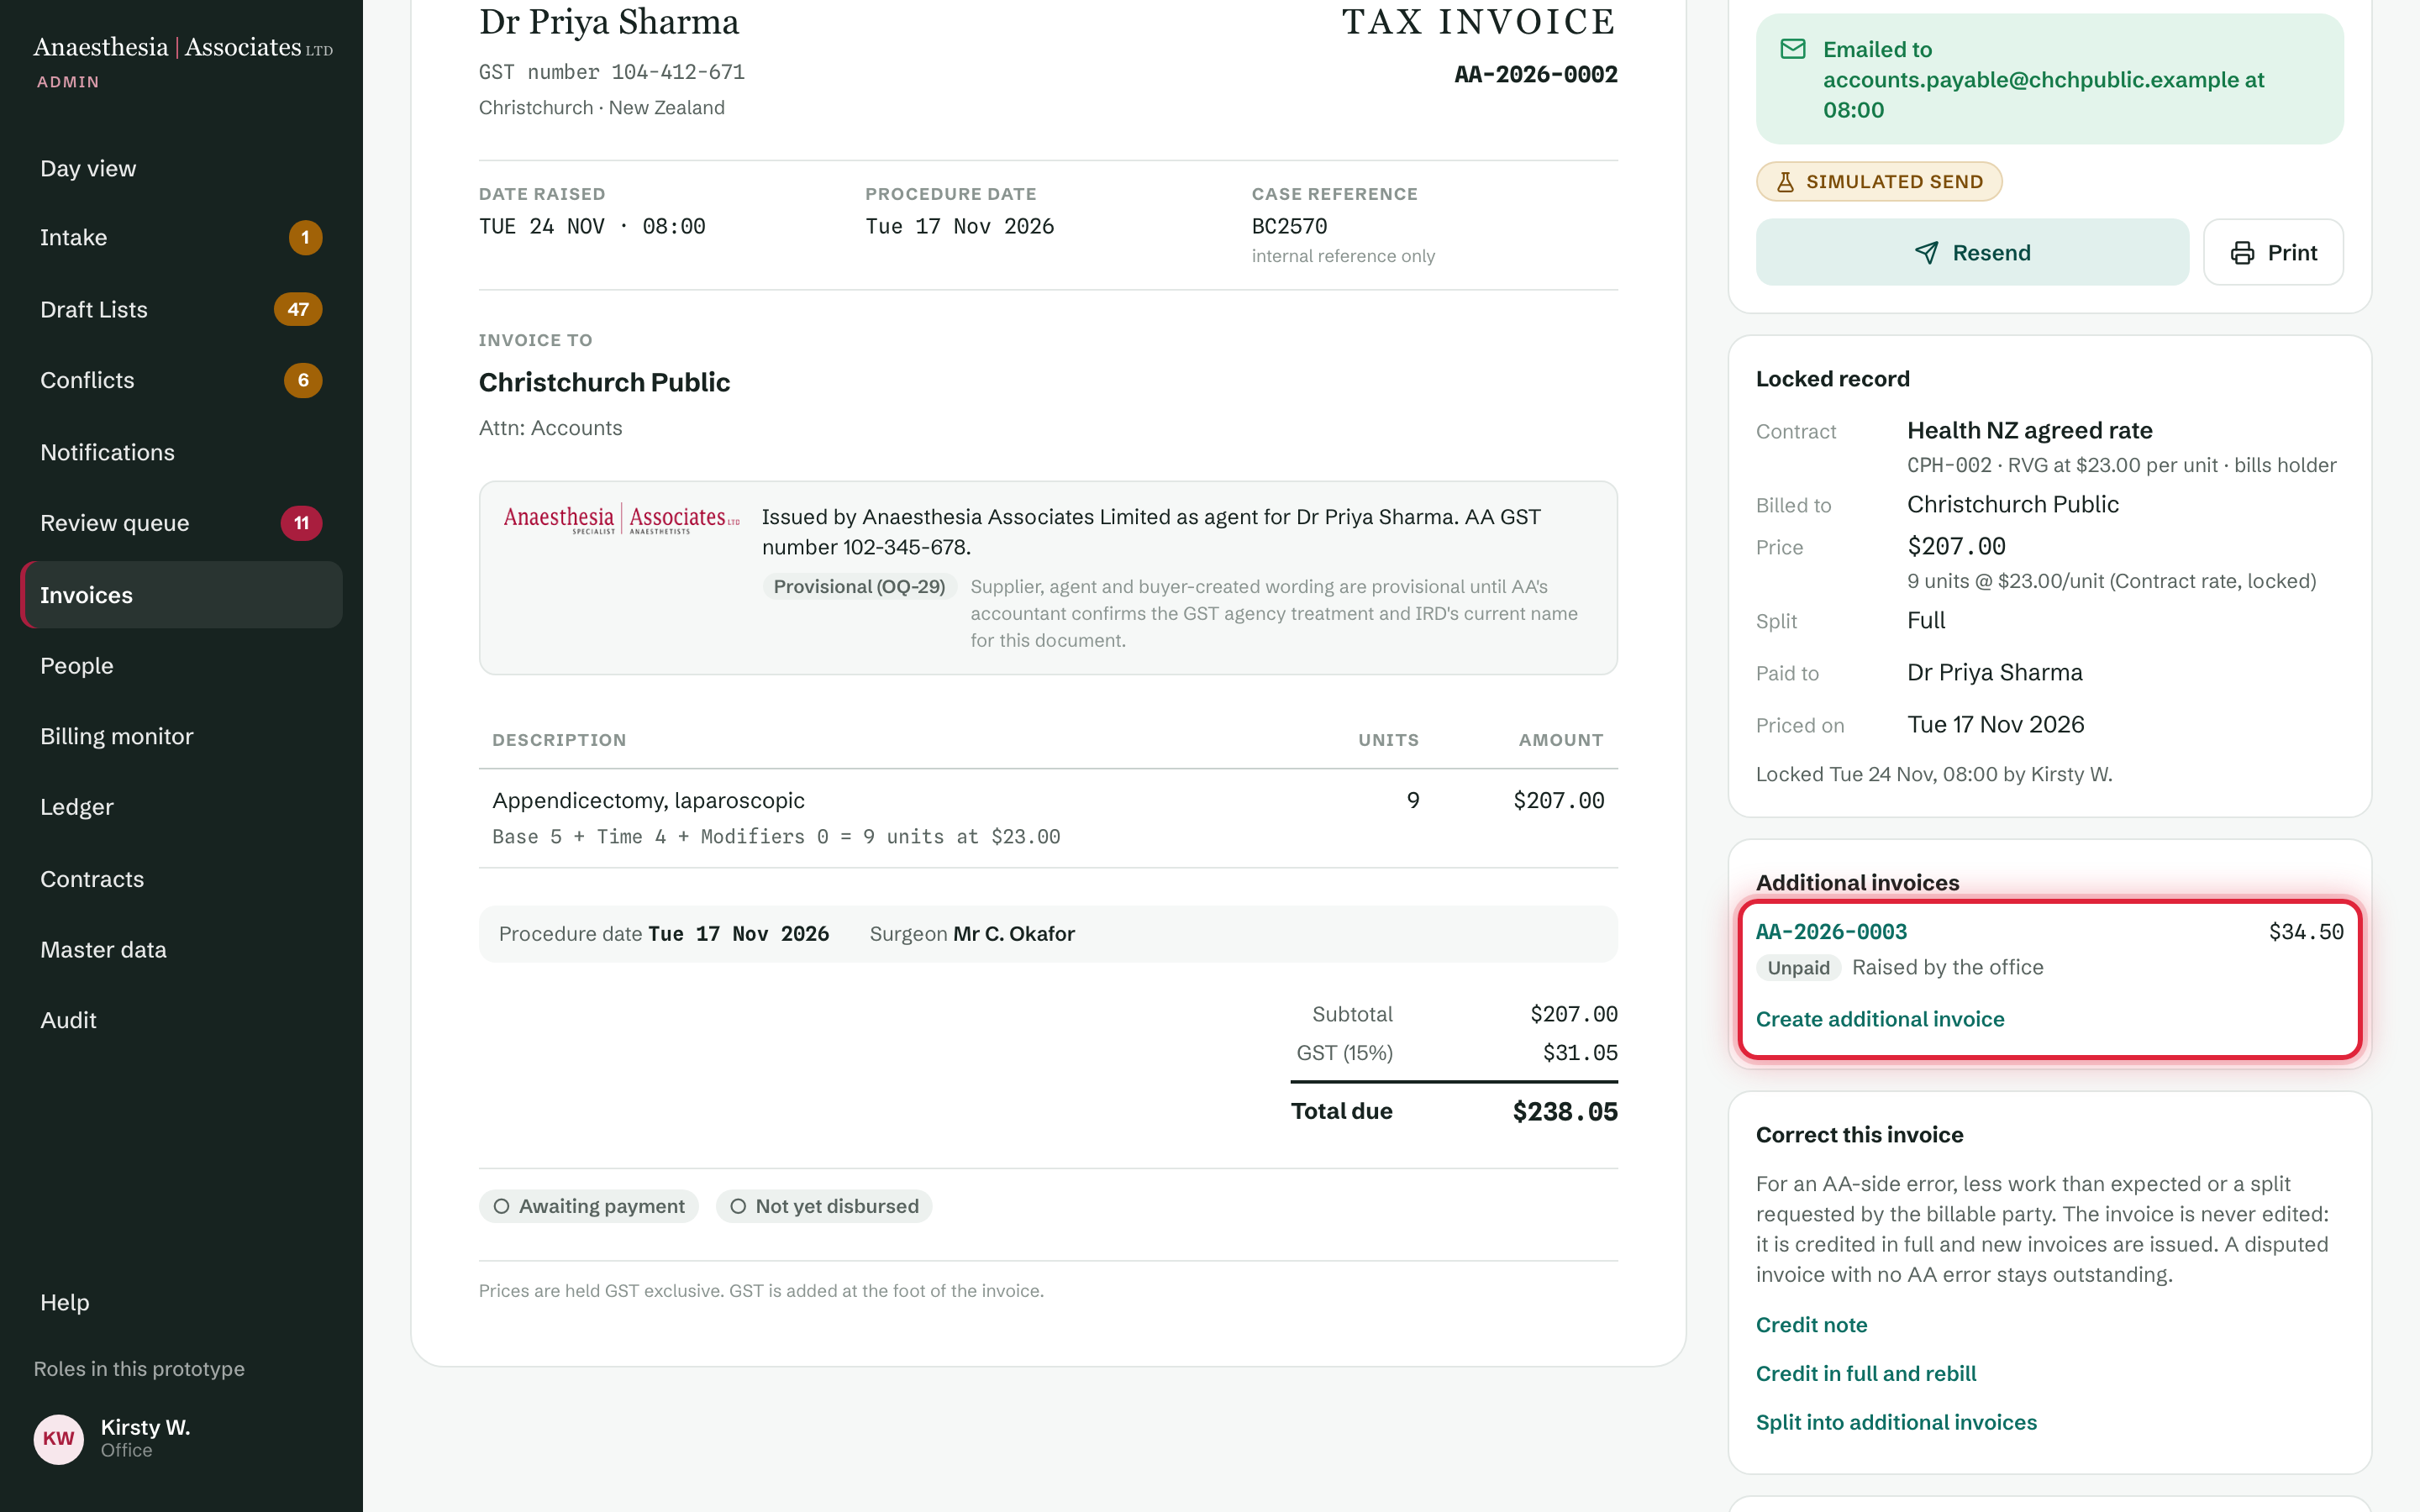 Anaesthesia | Associates LTD
ADMIN
Day view
Intake 1
Draft Lists 47
Conflicts 6
Notifications
Review queue 11
Invoices
People
Billing monitor
Ledger
Contracts
Master data
Audit
Help
Roles in this prototype
KW
Kirsty W.
Office
Dr Priya Sharma
TAX INVOICE
GST number 104-412-671
AA-2026-0002
Christchurch · New Zealand
DATE RAISED
TUE 24 NOV · 08:00
PROCEDURE DATE
Tue 17 Nov 2026
CASE REFERENCE
BC2570
internal reference only
INVOICE TO
Christchurch Public
Attn: Accounts
Anaesthesia | Associates LTD
SPECIALIST | ANAESTHETISTS
Issued by Anaesthesia Associates Limited as agent for Dr Priya Sharma. AA GST
number 102-345-678.
Provisional (OQ-29)
Supplier, agent and buyer-created wording are provisional until AA's
accountant confirms the GST agency treatment and IRD's current name
for this document.
DESCRIPTION UNITS AMOUNT
Appendicectomy, laparoscopic 9 $207.00
Base 5 + Time 4 + Modifiers 0 = 9 units at $23.00
Procedure date Tue 17 Nov 2026 Surgeon Mr C. Okafor
Subtotal $207.00
GST (15%) $31.05
Total due $238.05
Awaiting payment Not yet disbursed
Prices are held GST exclusive. GST is added at the foot of the invoice.
Emailed to
accounts.payable@chchpublic.example at
08:00
SIMULATED SEND
Resend
Print
Locked record
Contract Health NZ agreed rate
CPH-002 · RVG at $23.00 per unit · bills holder
Billed to Christchurch Public
Price $207.00
9 units @ $23.00/unit (Contract rate, locked)
Split Full
Paid to Dr Priya Sharma
Priced on Tue 17 Nov 2026
Locked Tue 24 Nov, 08:00 by Kirsty W.
Additional invoices
AA-2026-0003 $34.50
Unpaid Raised by the office
Create additional invoice
Correct this invoice
For an AA-side error, less work than expected or a split
requested by the billable party. The invoice is never edited:
it is credited in full and new invoices are issued. A disputed
invoice with no AA error stays outstanding.
Credit note
Credit in full and rebill
Split into additional invoices